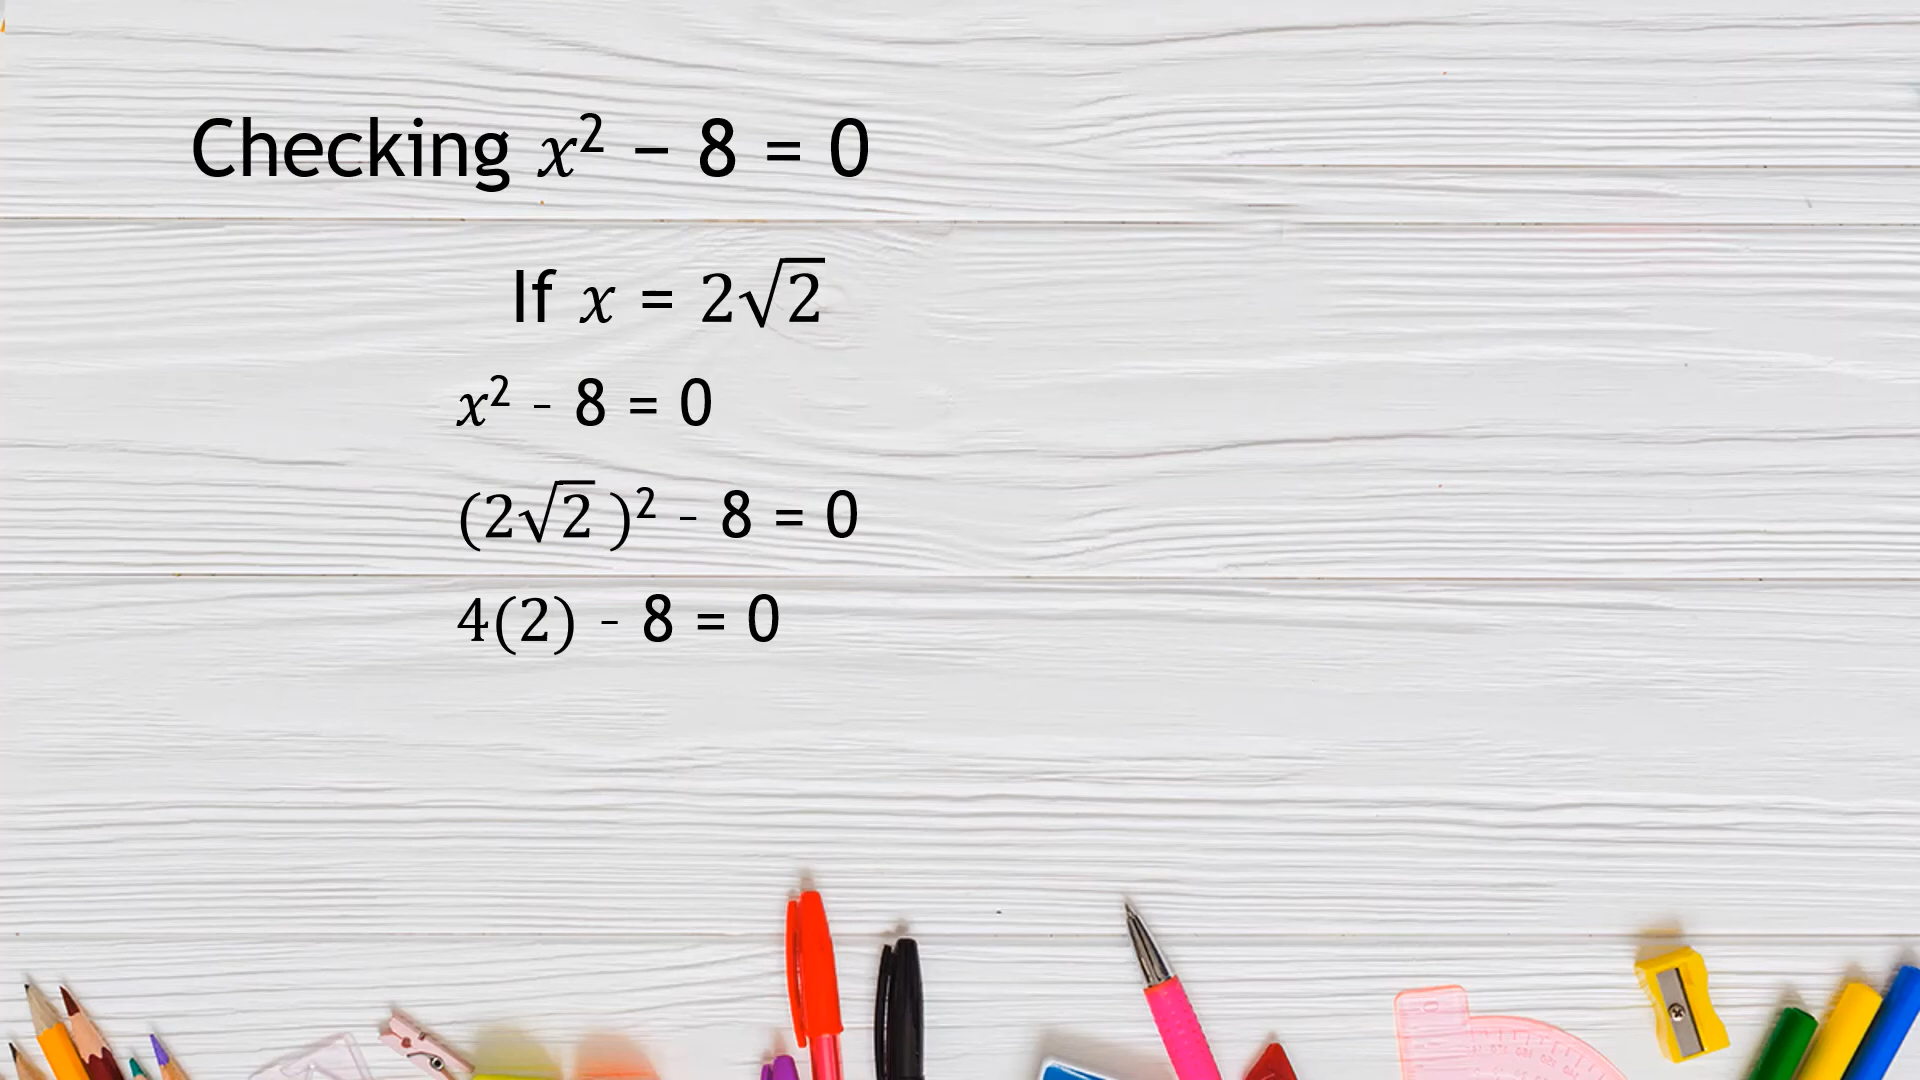 Checking x² − 8 = 0
If x = 2√2
x² - 8 = 0
(2√2 )² - 8 = 0
4(2) - 8 = 0